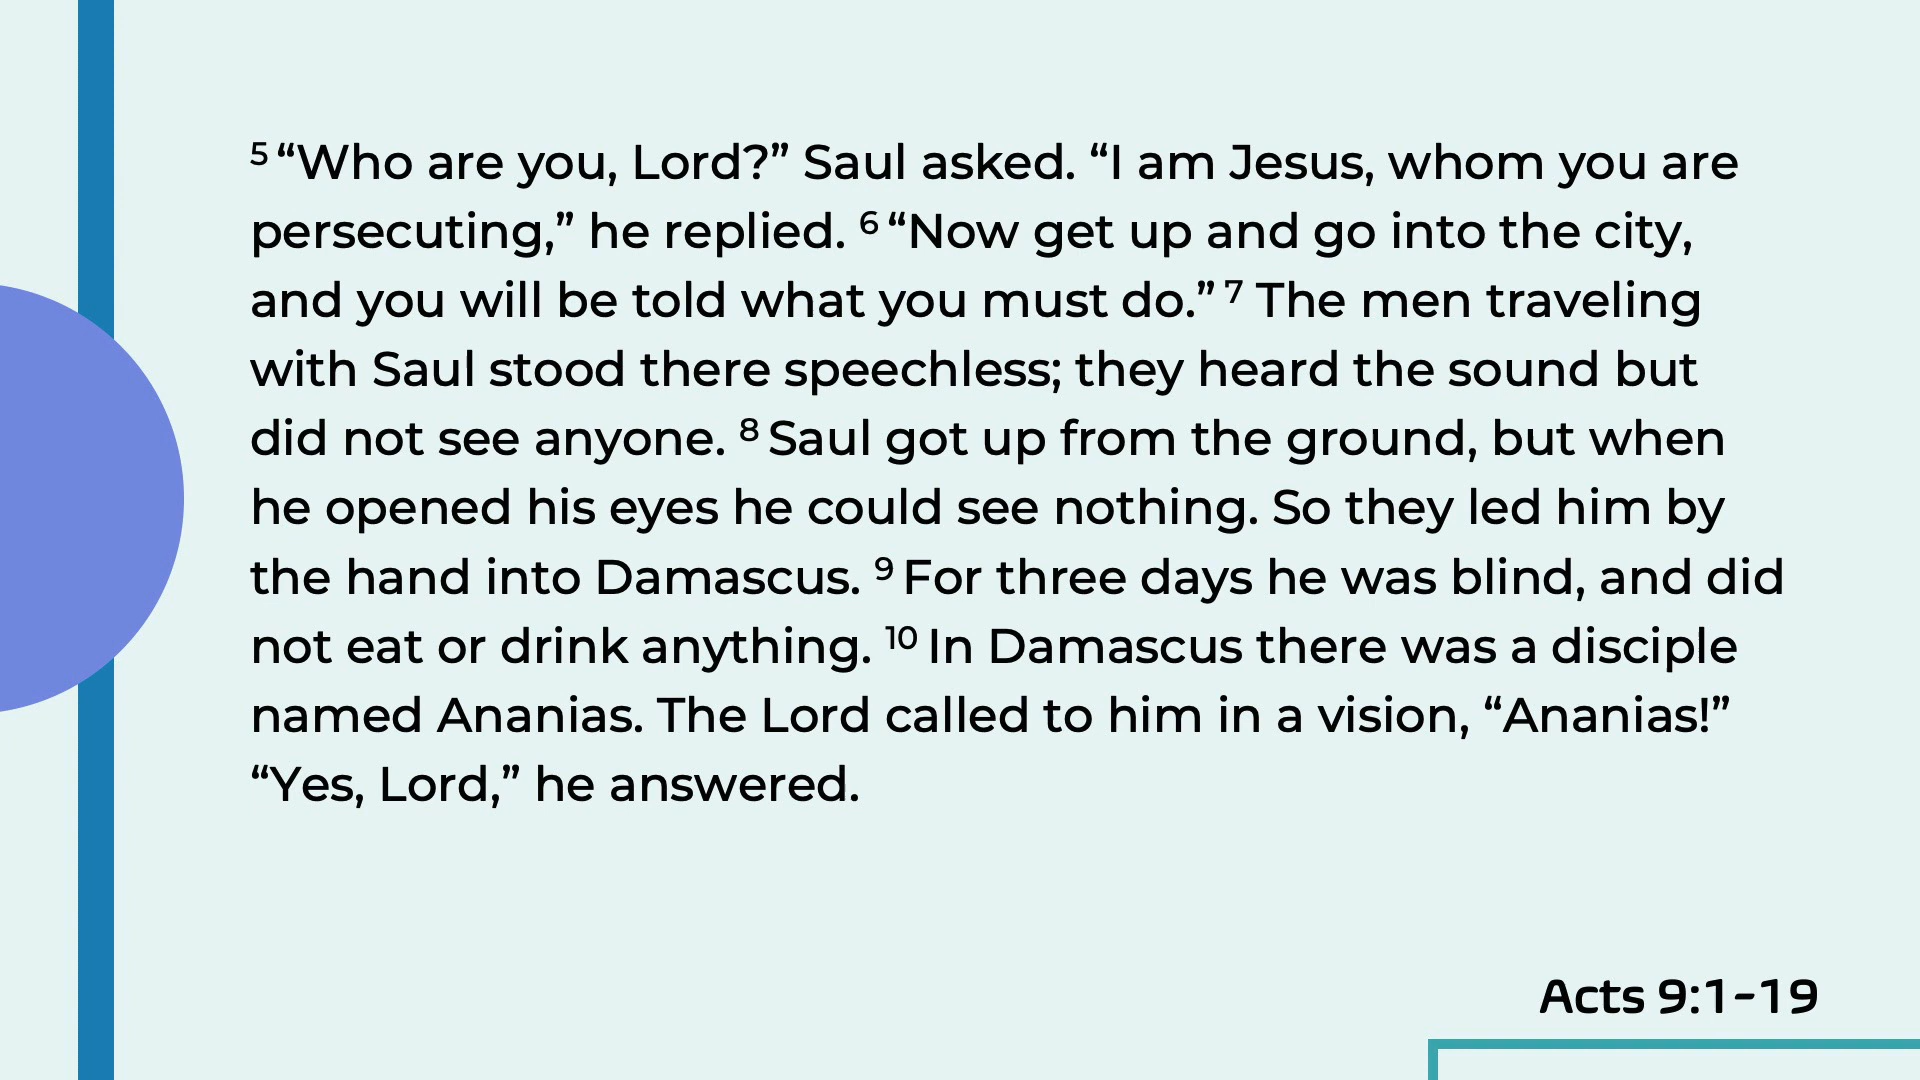 ⁵ “Who are you, Lord?” Saul asked. “I am Jesus, whom you are
persecuting,” he replied. ⁶ “Now get up and go into the city,
and you will be told what you must do.” ⁷ The men traveling
with Saul stood there speechless; they heard the sound but
did not see anyone. ⁸ Saul got up from the ground, but when
he opened his eyes he could see nothing. So they led him by
the hand into Damascus. ⁹ For three days he was blind, and did
not eat or drink anything. ¹⁰ In Damascus there was a disciple
named Ananias. The Lord called to him in a vision, “Ananias!”
“Yes, Lord,” he answered.
Acts 9:1-19